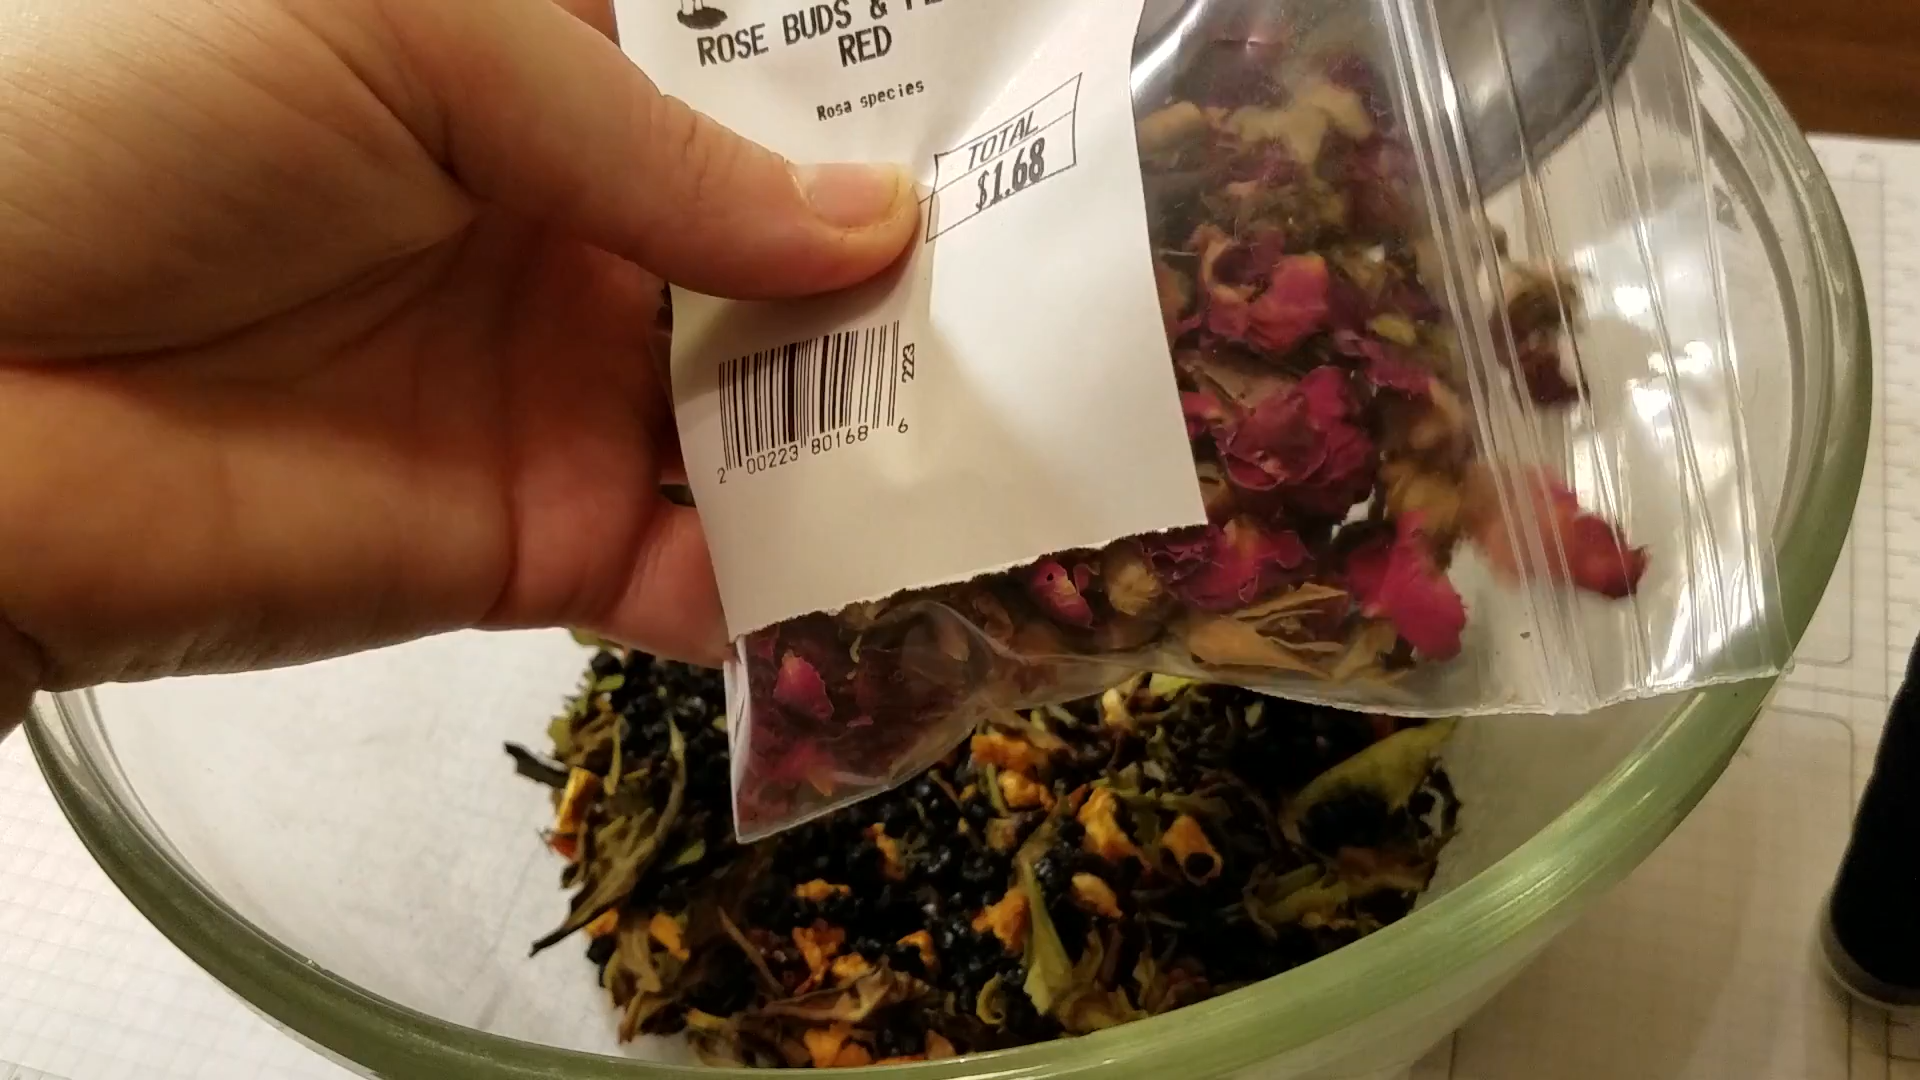 ROSE BUDS &
RED
Rosa species
TOTAL
$1.68
223
2 00223 80168 6